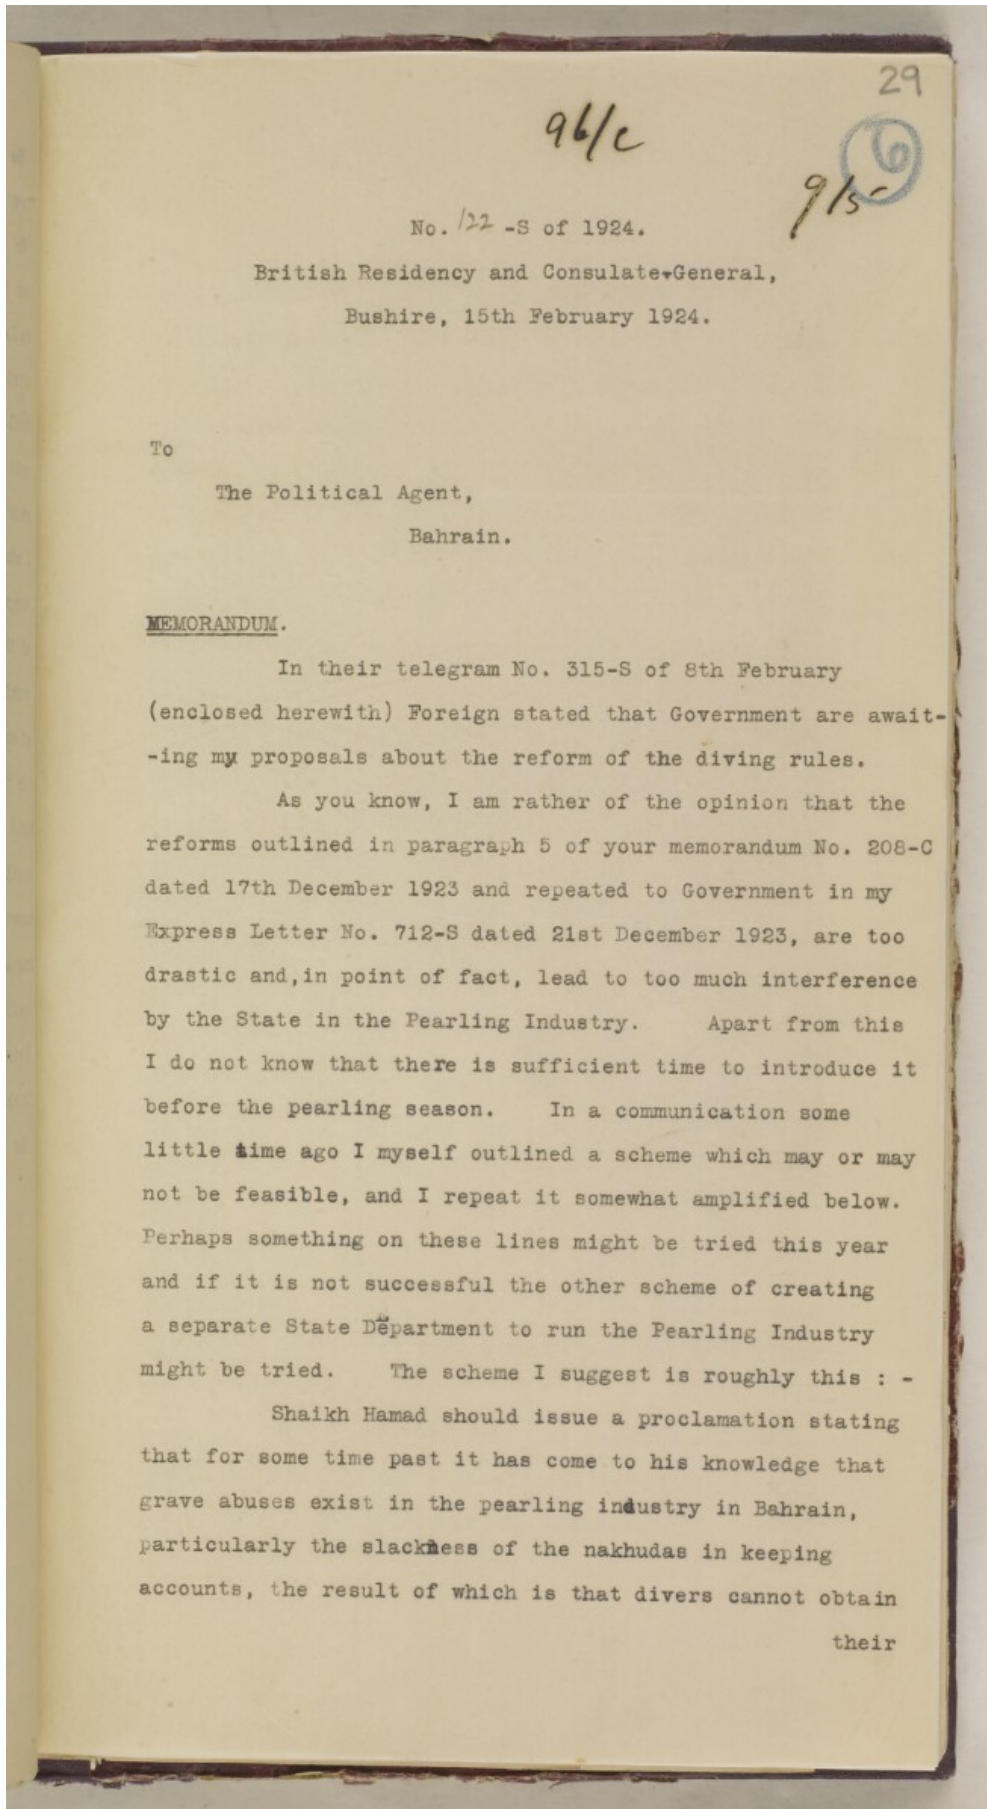 29
6
96/c
9/5
No. 122 -S of 1924.
British Residency and Consulate-General,
Bushire, 15th February 1924.
To
The Political Agent,
Bahrain.
MEMORANDUM.
In their telegram No. 315-S of 8th February
(enclosed herewith) Foreign stated that Government are await-
-ing my proposals about the reform of the diving rules.
As you know, I am rather of the opinion that the
reforms outlined in paragraph 5 of your memorandum No. 208-C
dated 17th December 1923 and repeated to Government in my
Express Letter No. 712-S dated 21st December 1923, are too
drastic and, in point of fact, lead to too much interference
by the State in the Pearling Industry. Apart from this
I do not know that there is sufficient time to introduce it
before the pearling season. In a communication some
little time ago I myself outlined a scheme which may or may
not be feasible, and I repeat it somewhat amplified below.
Perhaps something on these lines might be tried this year
and if it is not successful the other scheme of creating
a separate State Department to run the Pearling Industry
might be tried. The scheme I suggest is roughly this : -
Shaikh Hamad should issue a proclamation stating
that for some time past it has come to his knowledge that
grave abuses exist in the pearling industry in Bahrain,
particularly the slackness of the nakhudas in keeping
accounts, the result of which is that divers cannot obtain
their